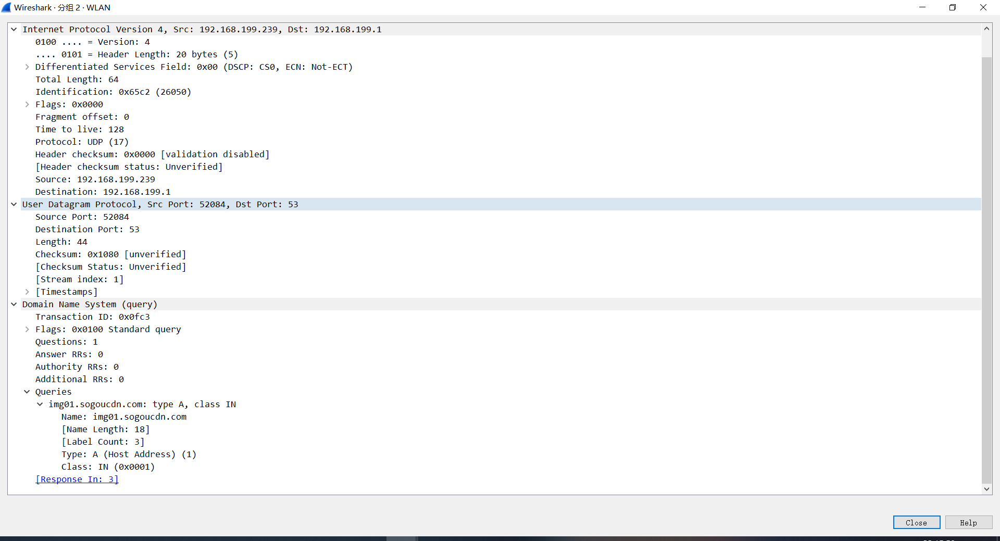 Wireshark · 分组 2 · WLAN
Internet Protocol Version 4, Src: 192.168.199.239, Dst: 192.168.199.1
0100 .... = Version: 4
.... 0101 = Header Length: 20 bytes (5)
Differentiated Services Field: 0x00 (DSCP: CS0, ECN: Not-ECT)
Total Length: 64
Identification: 0x65c2 (26050)
Flags: 0x0000
Fragment offset: 0
Time to live: 128
Protocol: UDP (17)
Header checksum: 0x0000 [validation disabled]
[Header checksum status: Unverified]
Source: 192.168.199.239
Destination: 192.168.199.1
User Datagram Protocol, Src Port: 52084, Dst Port: 53
Source Port: 52084
Destination Port: 53
Length: 44
Checksum: 0x1080 [unverified]
[Checksum Status: Unverified]
[Stream index: 1]
[Timestamps]
Domain Name System (query)
Transaction ID: 0x0fc3
Flags: 0x0100 Standard query
Questions: 1
Answer RRs: 0
Authority RRs: 0
Additional RRs: 0
Queries
img01.sogoucdn.com: type A, class IN
Name: img01.sogoucdn.com
[Name Length: 18]
[Label Count: 3]
Type: A (Host Address) (1)
Class: IN (0x0001)
[Response In: 3]
Close
Help